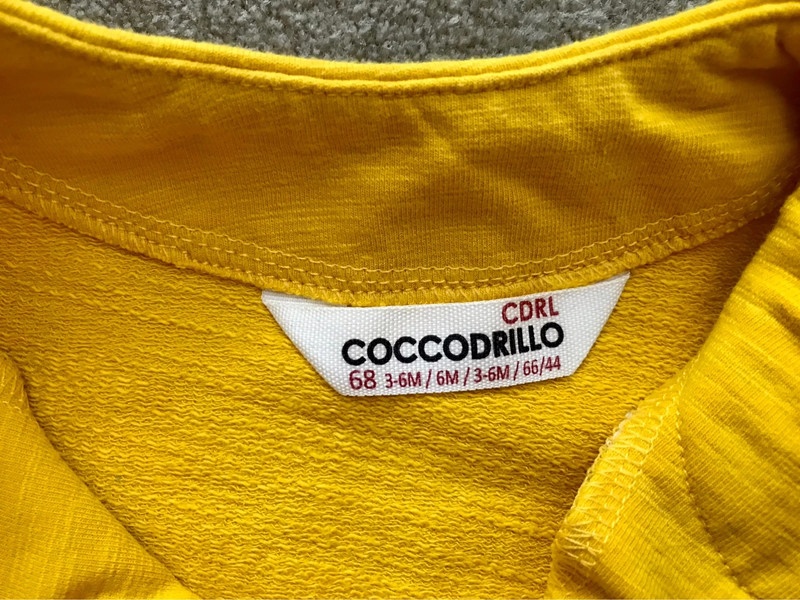 CDRL
COCCODRILLO
68 3-6M / 6M / 3-6M / 66/44